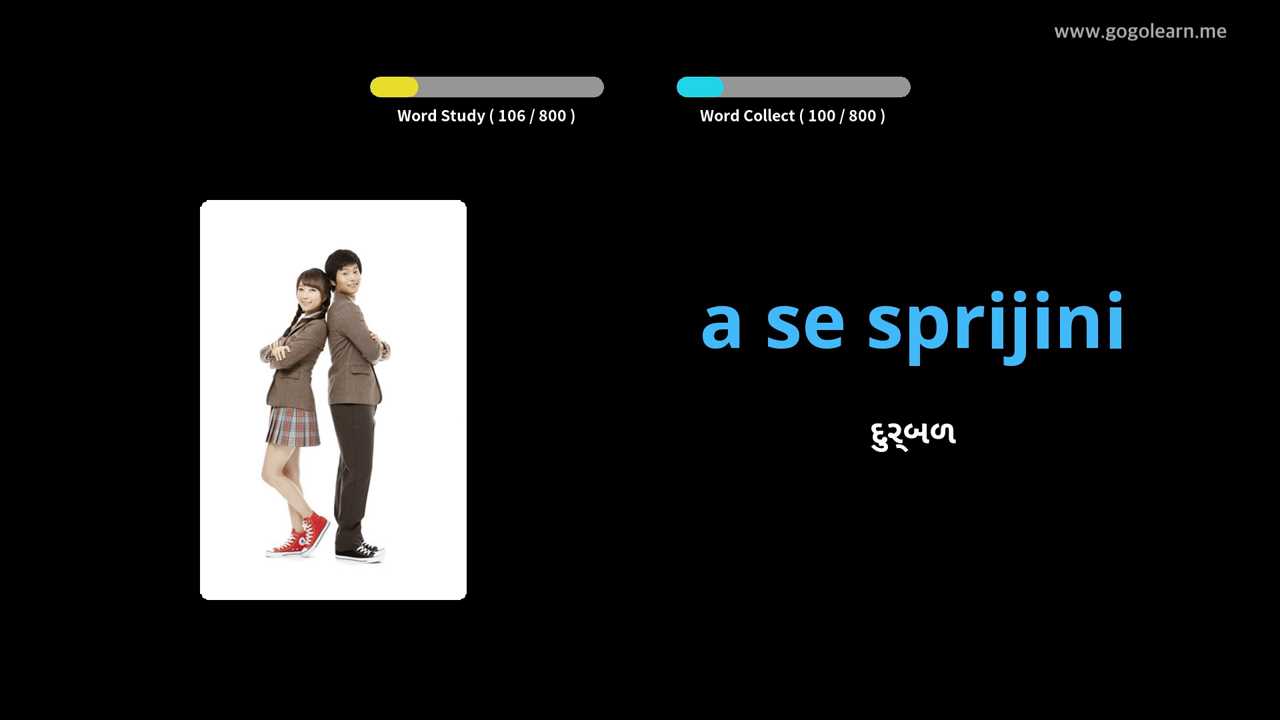 www.gogolearn.me
Word Study ( 106 / 800 )
Word Collect ( 100 / 800 )
a se sprijini
દુર્બળ